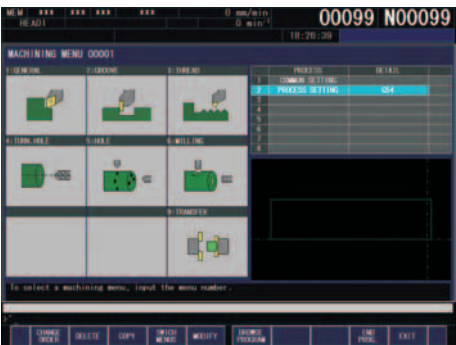 MEM *** *** *** *** 0 mm/min 00099 N00099
HEAD1 0 min⁻¹
18:26:39
MACHINING MENU 00001
1:GENERAL 2:GROOVE 3:THREAD
PROCESS DETAIL
1 COMMON SETTING
2 PROCESS SETTING G54
3
4
5
6
7
8
4:TURN.HOLE 5:HOLE 6:MILLING
9:TRANSFER
To select a machining menu, input the menu number.
CHANGE ORDER DELETE COPY SWICH MENUS MODIFY BROWSE PROGRAM END PROG. EXIT